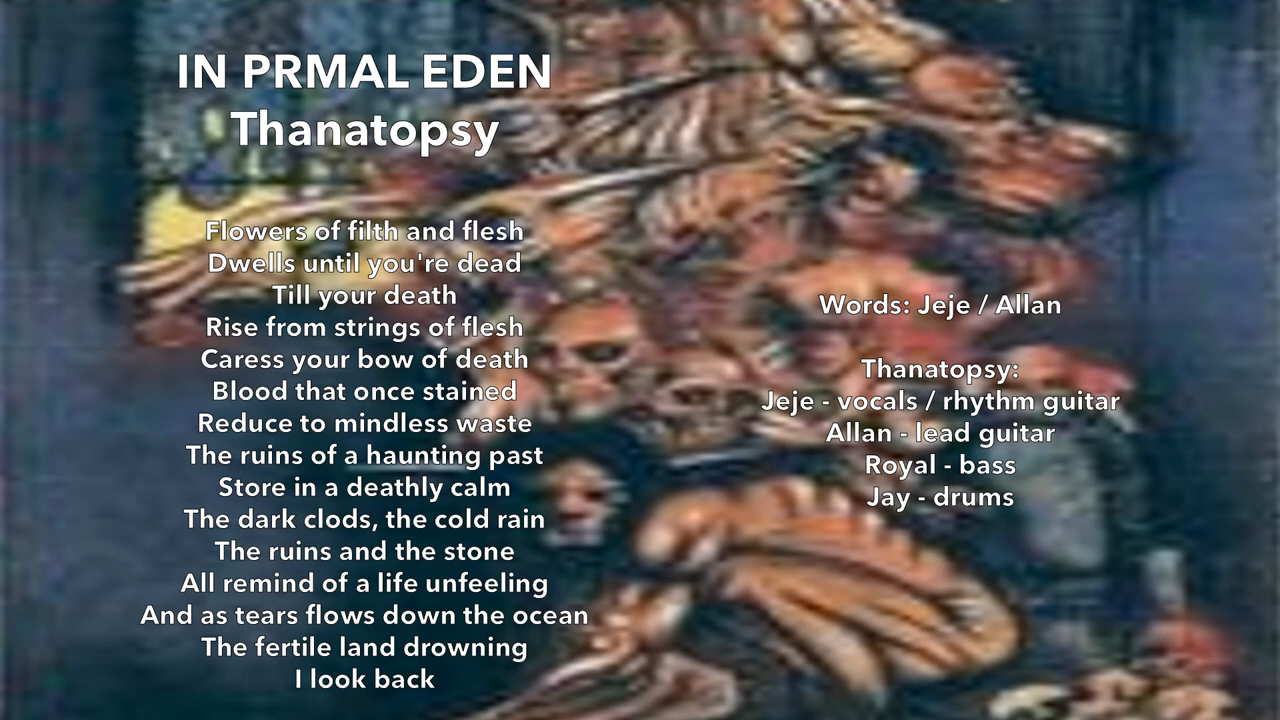 IN PRMAL EDEN
Thanatopsy
Flowers of filth and flesh
Dwells until you're dead
Till your death
Rise from strings of flesh
Caress your bow of death
Blood that once stained
Reduce to mindless waste
The ruins of a haunting past
Store in a deathly calm
The dark clods, the cold rain
The ruins and the stone
All remind of a life unfeeling
And as tears flows down the ocean
The fertile land drowning
I look back
Words: Jeje / Allan
Thanatopsy:
Jeje - vocals / rhythm guitar
Allan - lead guitar
Royal - bass
Jay - drums